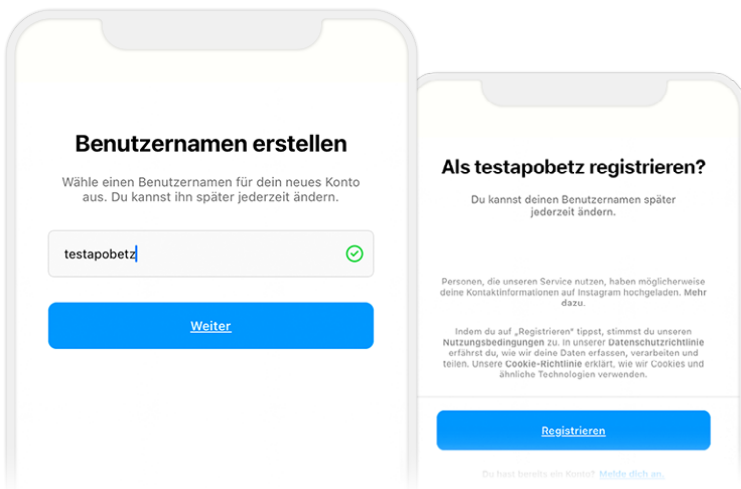 Benutzernamen erstellen
Wähle einen Benutzernamen für dein neues Konto
aus. Du kannst ihn später jederzeit ändern.
testapobetz
Weiter
Als testapobetz registrieren?
Du kannst deinen Benutzernamen später
jederzeit ändern.
Personen, die unseren Service nutzen, haben möglicherweise
deine Kontaktinformationen auf Instagram hochgeladen. Mehr
dazu.
Indem du auf „Registrieren" tippst, stimmst du unseren
Nutzungsbedingungen zu. In unserer Datenschutzrichtlinie
erfährst du, wie wir deine Daten erfassen, verarbeiten und
teilen. Unsere Cookie-Richtlinie erklärt, wie wir Cookies und
ähnliche Technologien verwenden.
Registrieren
Du hast bereits ein Konto? Melde dich an.